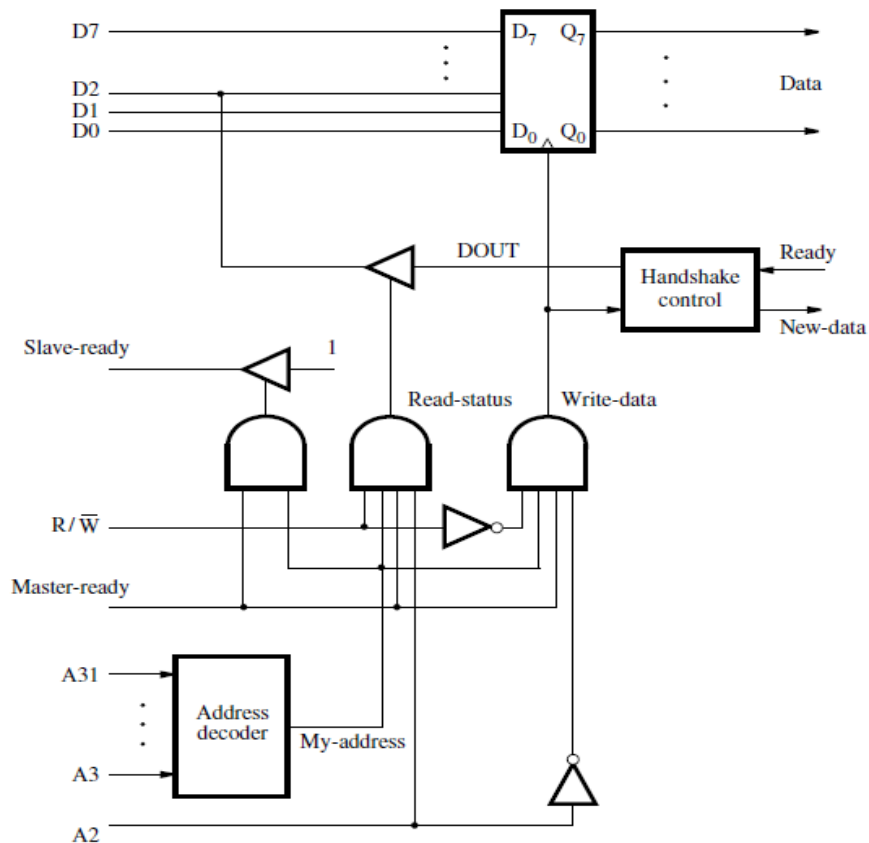 D7
D₇ Q₇
D2
Data
D1
D0
D₀ Q₀
DOUT
Ready
Handshake
control
New-data
Slave-ready
1
Read-status
Write-data
R/W̅
Master-ready
A31
Address
decoder
My-address
A3
A2